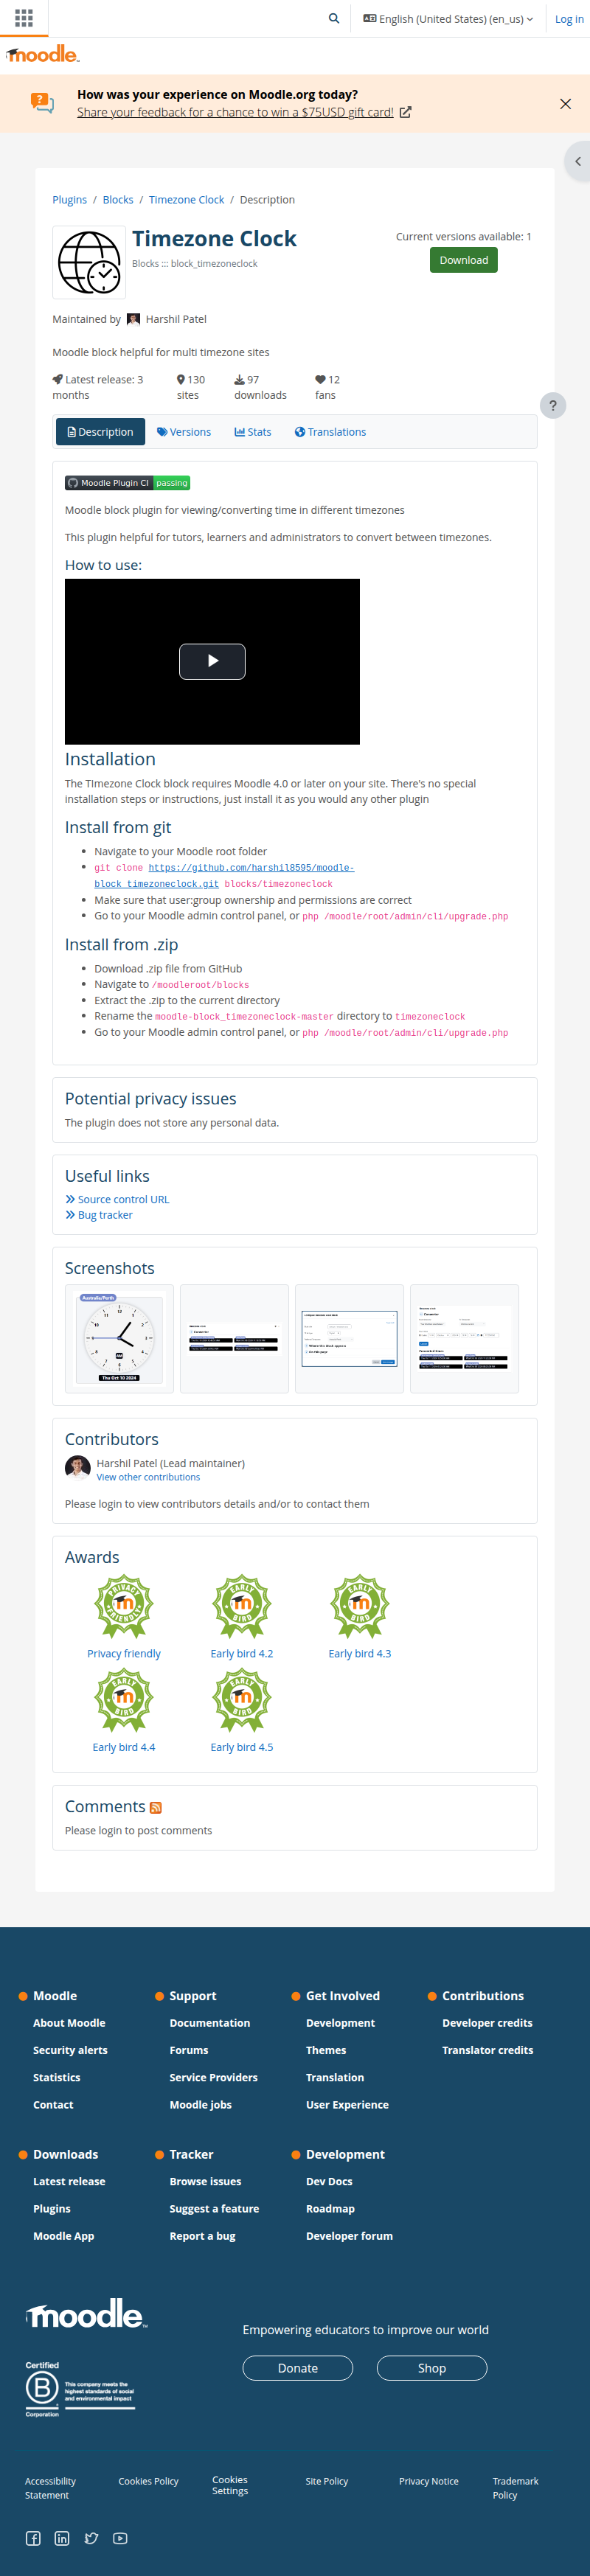 English (United States) (en_us)
Log in
moodle
How was your experience on Moodle.org today?
Share your feedback for a chance to win a $75USD gift card!
Plugins / Blocks / Timezone Clock / Description
Timezone Clock
Blocks ::: block_timezoneclock
Current versions available: 1
Download
Maintained by Harshil Patel
Moodle block helpful for multi timezone sites
Latest release: 3 months
130 sites
97 downloads
12 fans
?
Description
Versions
Stats
Translations
Moodle Plugin CI passing
Moodle block plugin for viewing/converting time in different timezones
This plugin helpful for tutors, learners and administrators to convert between timezones.
How to use:
Installation
The TImezone Clock block requires Moodle 4.0 or later on your site. There's no special
installation steps or instructions, just install it as you would any other plugin
Install from git
Navigate to your Moodle root folder
git clone https://github.com/harshil8595/moodle-
block_timezoneclock.git blocks/timezoneclock
Make sure that user:group ownership and permissions are correct
Go to your Moodle admin control panel, or php /moodle/root/admin/cli/upgrade.php
Install from .zip
Download .zip file from GitHub
Navigate to /moodleroot/blocks
Extract the .zip to the current directory
Rename the moodle-block_timezoneclock-master directory to timezoneclock
Go to your Moodle admin control panel, or php /moodle/root/admin/cli/upgrade.php
Potential privacy issues
The plugin does not store any personal data.
Useful links
Source control URL
Bug tracker
Screenshots
Australia/Perth
AM
Thu Oct 10 2024
Contributors
Harshil Patel (Lead maintainer)
View other contributions
Please login to view contributors details and/or to contact them
Awards
PRIVACY FRIENDLY
EARLY BIRD
EARLY BIRD
Privacy friendly
Early bird 4.2
Early bird 4.3
EARLY BIRD
EARLY BIRD
Early bird 4.4
Early bird 4.5
Comments
Please login to post comments
Moodle
About Moodle
Security alerts
Statistics
Contact
Support
Documentation
Forums
Service Providers
Moodle jobs
Get Involved
Development
Themes
Translation
User Experience
Contributions
Developer credits
Translator credits
Downloads
Latest release
Plugins
Moodle App
Tracker
Browse issues
Suggest a feature
Report a bug
Development
Dev Docs
Roadmap
Developer forum
moodle
Empowering educators to improve our world
Donate
Shop
Certified
B
Corporation
This company meets the
highest standards of social
and environmental impact
Accessibility
Statement
Cookies Policy
Cookies
Settings
Site Policy
Privacy Notice
Trademark
Policy